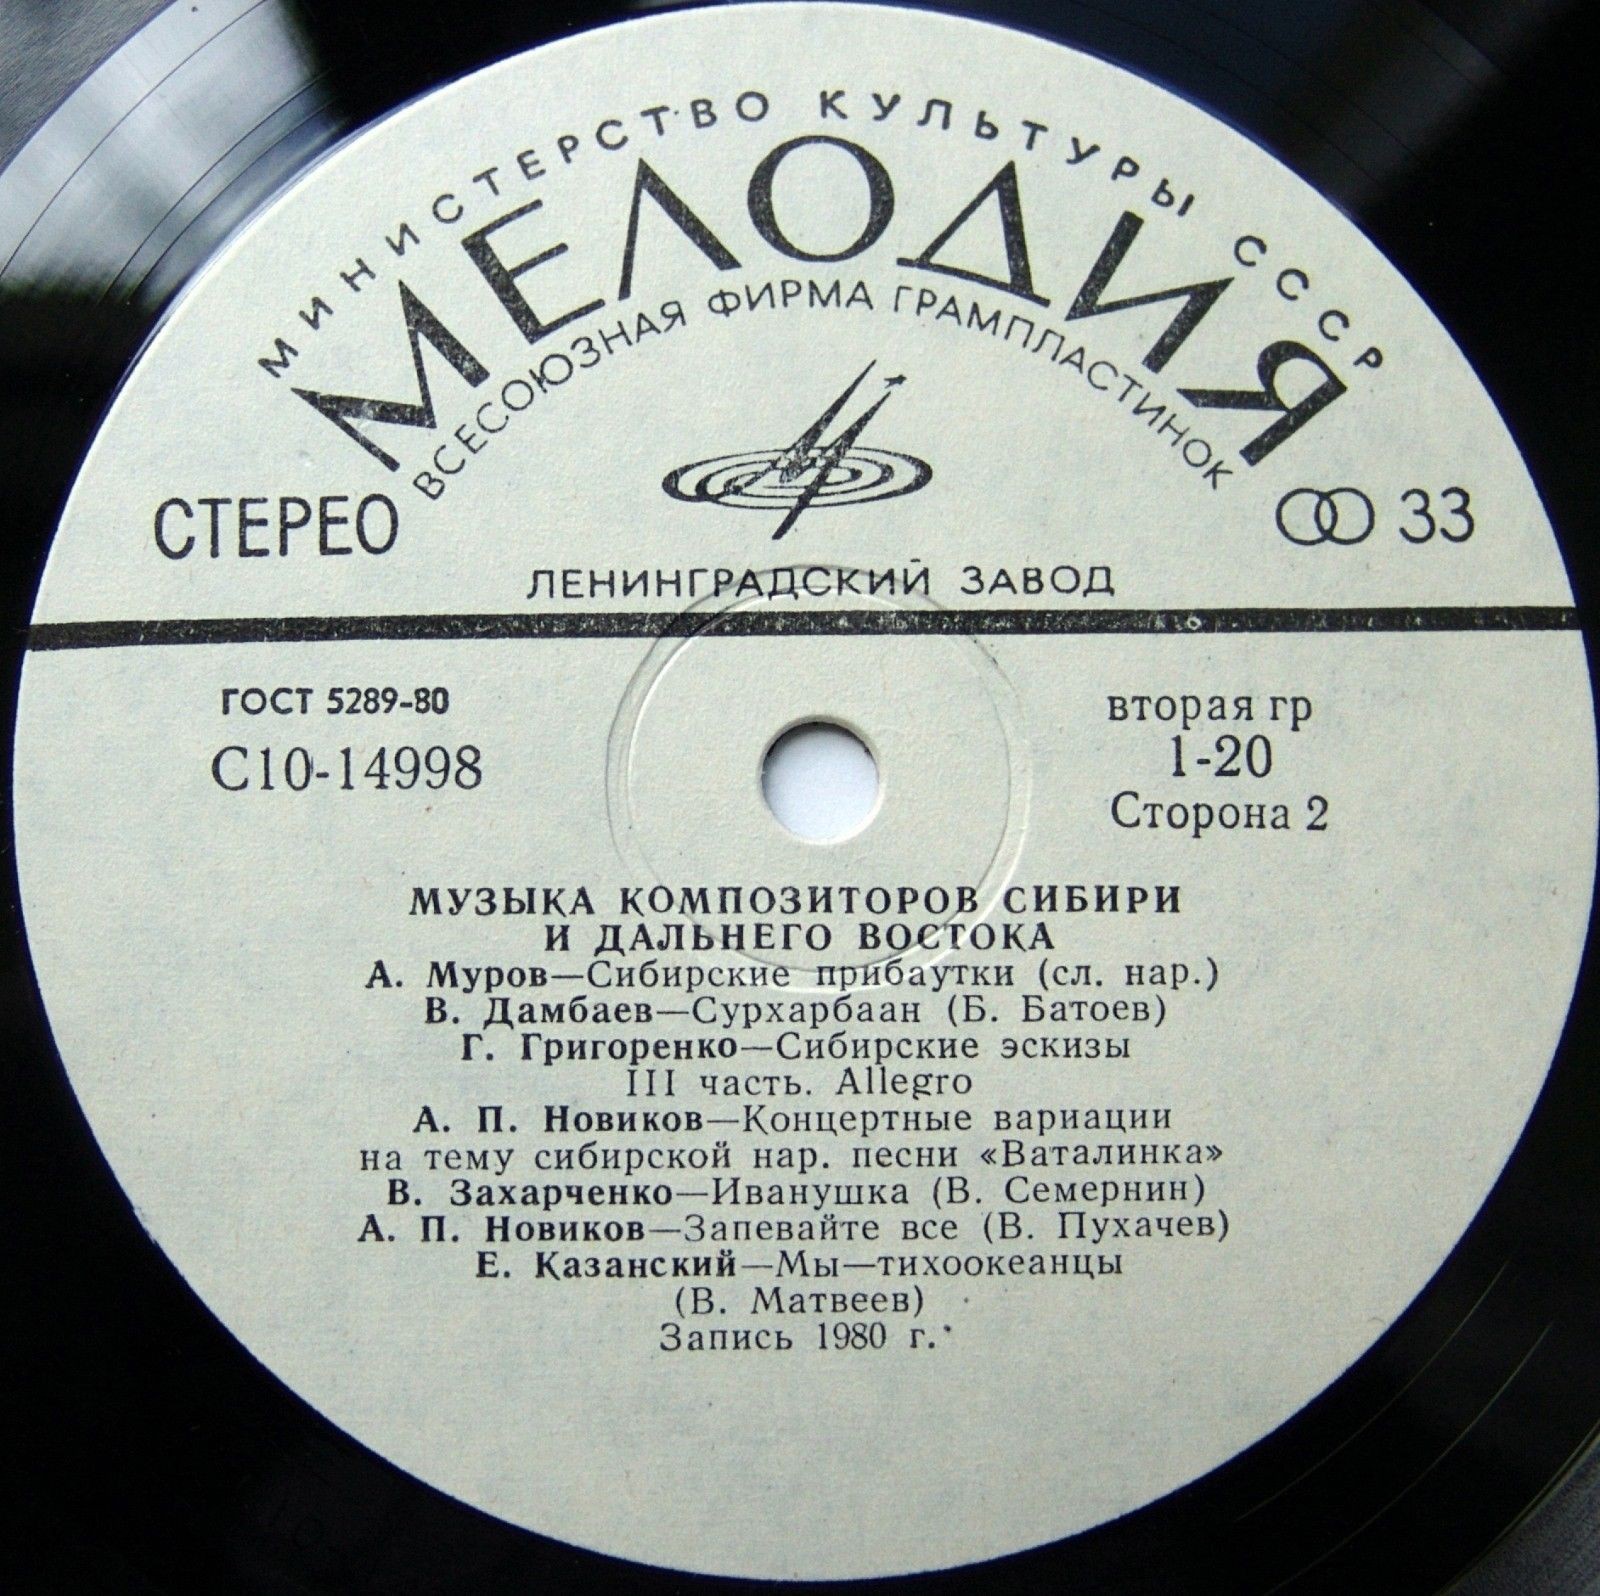 МИНИСТЕРСТВО КУЛЬТУРЫ СССР
МЕЛОДИЯ
ВСЕСОЮЗНАЯ ФИРМА ГРАМПЛАСТИНОК
СТЕРЕО
33
ЛЕНИНГРАДСКИЙ ЗАВОД
ГОСТ 5289-80
С10-14998
вторая гр
1-20
Сторона 2
МУЗЫКА КОМПОЗИТОРОВ СИБИРИ
И ДАЛЬНЕГО ВОСТОКА
А. Муров—Сибирские прибаутки (сл. нар.)
В. Дамбаев—Сурхарбаан (Б. Батоев)
Г. Григоренко—Сибирские эскизы
III часть. Allegro
А. П. Новиков—Концертные вариации
на тему сибирской нар. песни «Ваталинка»
В. Захарченко—Иванушка (В. Семернин)
А. П. Новиков—Запевайте все (В. Пухачев)
Е. Казанский—Мы—тихоокеанцы
(В. Матвеев)
Запись 1980 г.